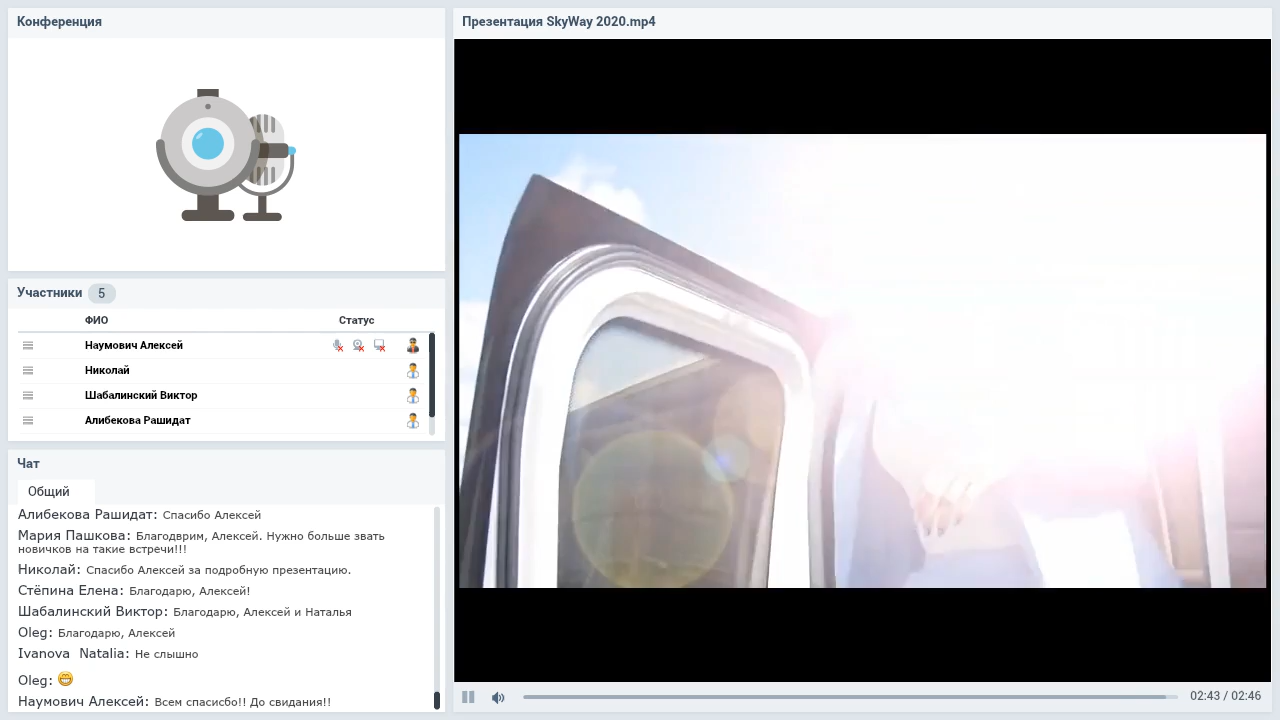 Конференция
Презентация SkyWay 2020.mp4
Участники 5
ФИО Статус
Наумович Алексей
Николай
Шабалинский Виктор
Алибекова Рашидат
Чат
Общий
Алибекова Рашидат: Спасибо Алексей
Мария Пашкова: Благодврим, Алексей. Нужно больше звать
новичков на такие встречи!!!
Николай: Спасибо Алексей за подробную презентацию.
Стёпина Елена: Благодарю, Алексей!
Шабалинский Виктор: Благодарю, Алексей и Наталья
Oleg: Благодарю, Алексей
Ivanova Natalia: Не слышно
Oleg:
Наумович Алексей: Всем спасисбо!! До свидания!!
02:43 / 02:46